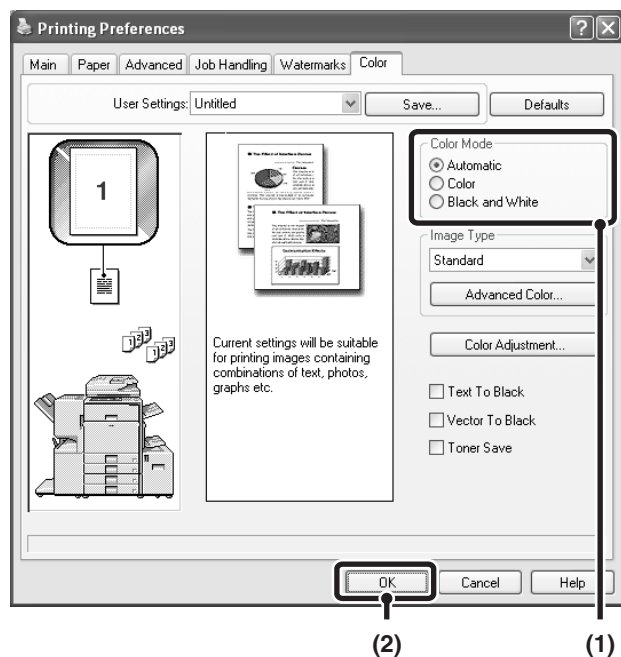 Printing Preferences
Main Paper Advanced Job Handling Watermarks Color
User Settings: Untitled Save... Defaults
1
Current settings will be suitable
for printing images containing
combinations of text, photos,
graphs etc.
Color Mode
Automatic
Color
Black and White
Image Type
Standard
Advanced Color...
Color Adjustment...
Text To Black
Vector To Black
Toner Save
OK Cancel Help
(2) (1)